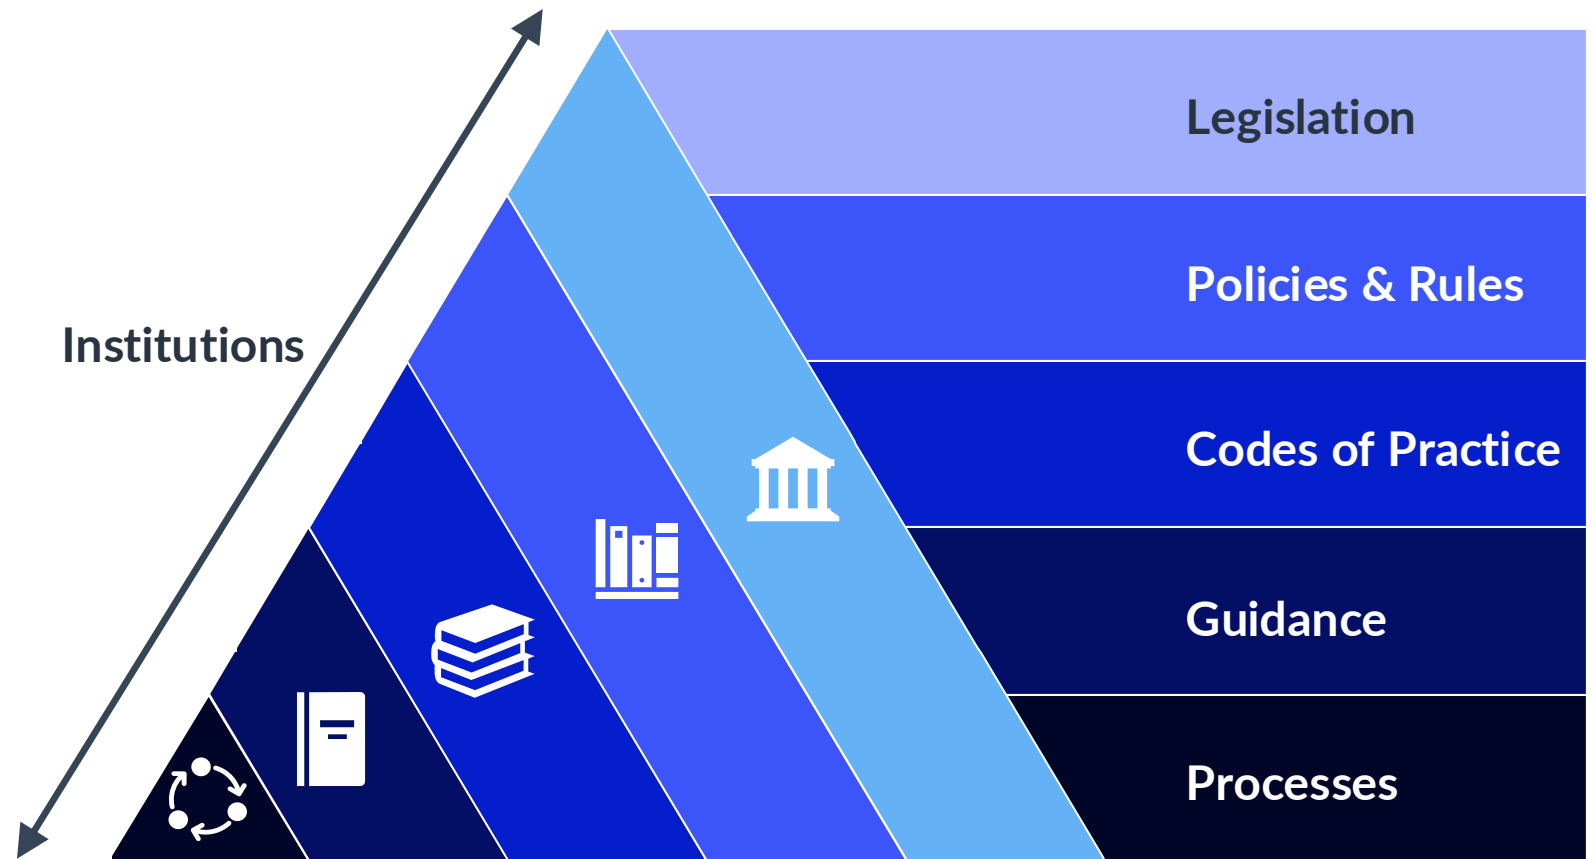 Legislation
Policies & Rules
Institutions
Codes of Practice
Guidance
Processes